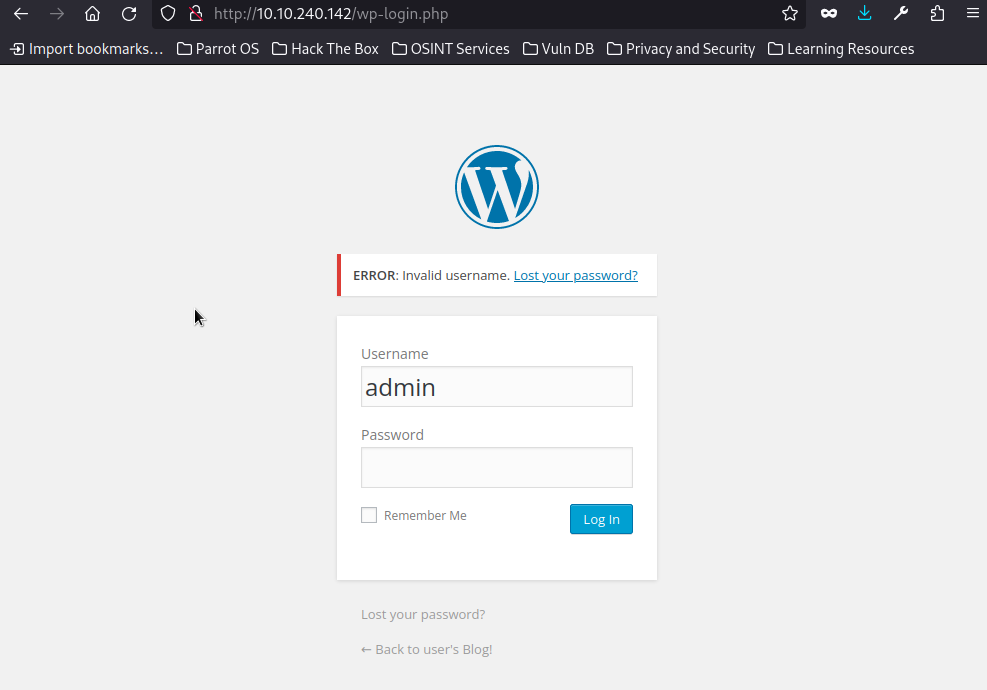 http://10.10.240.142/wp-login.php
Import bookmarks… Parrot OS Hack The Box OSINT Services Vuln DB Privacy and Security Learning Resources
W
ERROR: Invalid username. Lost your password?
Username
admin
Password
Remember Me
Log In
Lost your password?
← Back to user's Blog!